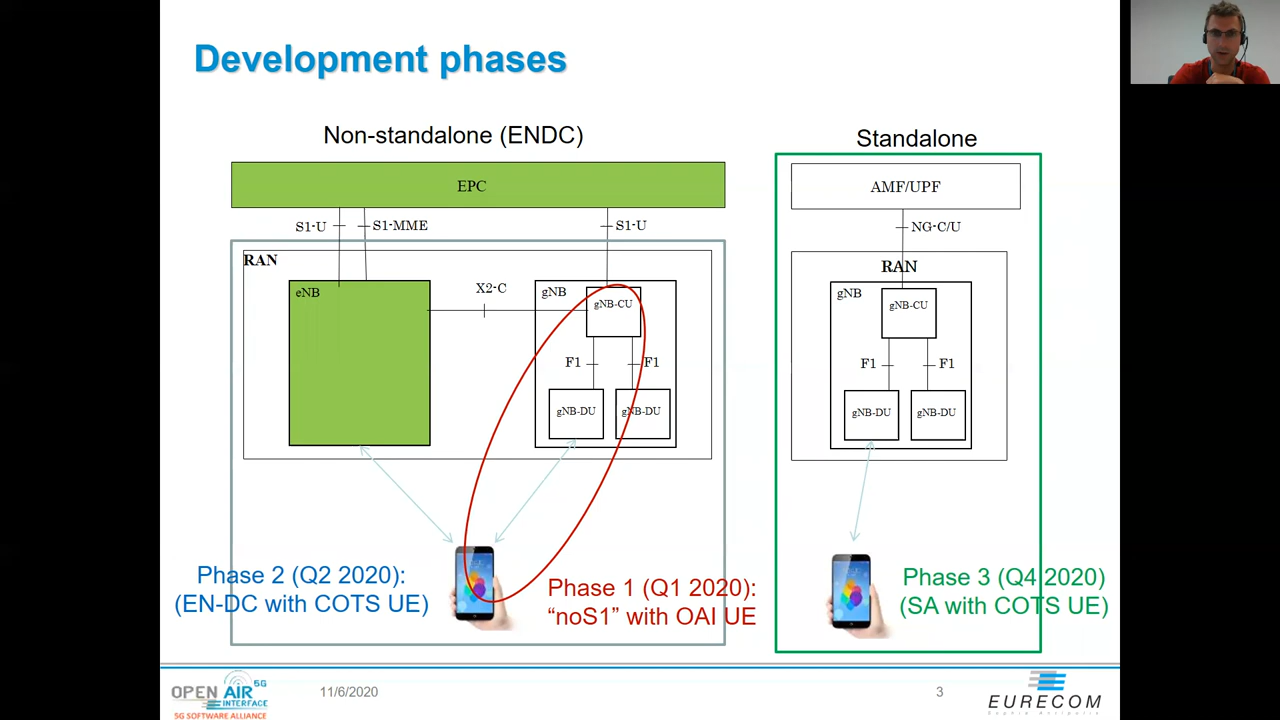 Development phases
Non-standalone (ENDC)
Standalone
EPC
AMF/UPF
S1-U
S1-MME
S1-U
NG-C/U
RAN
RAN
eNB
X2-C
gNB
gNB-CU
gNB
gNB-CU
F1
F1
F1
F1
gNB-DU
gNB-DU
gNB-DU
gNB-DU
Phase 2 (Q2 2020):
(EN-DC with COTS UE)
Phase 1 (Q1 2020):
“noS1” with OAI UE
Phase 3 (Q4 2020)
(SA with COTS UE)
OPEN AIR 5G
INTERFACE
5G SOFTWARE ALLIANCE
11/6/2020
3
EURECOM
Sophia Antipolis